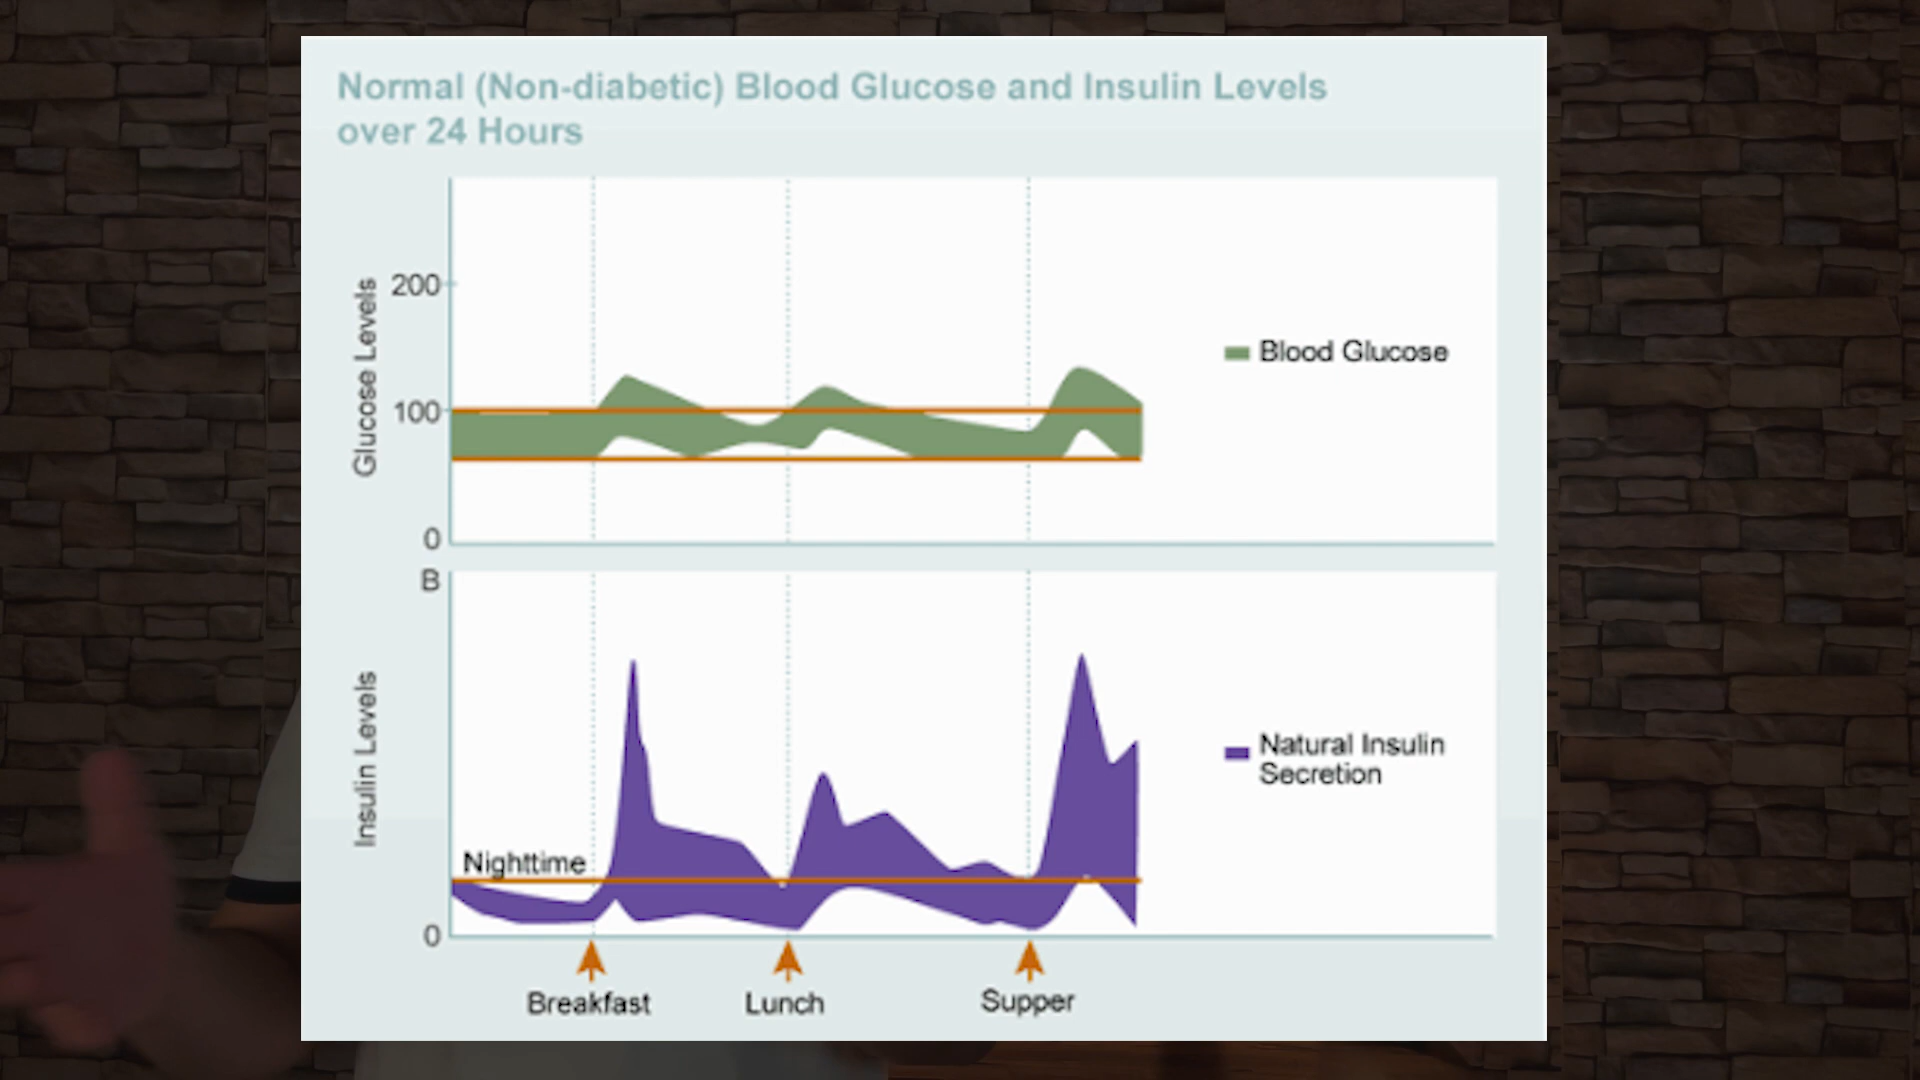 Normal (Non-diabetic) Blood Glucose and Insulin Levels
over 24 Hours
Glucose Levels
200
100
0
Blood Glucose
B
Insulin Levels
0
Nighttime
Natural Insulin
Secretion
Breakfast
Lunch
Supper